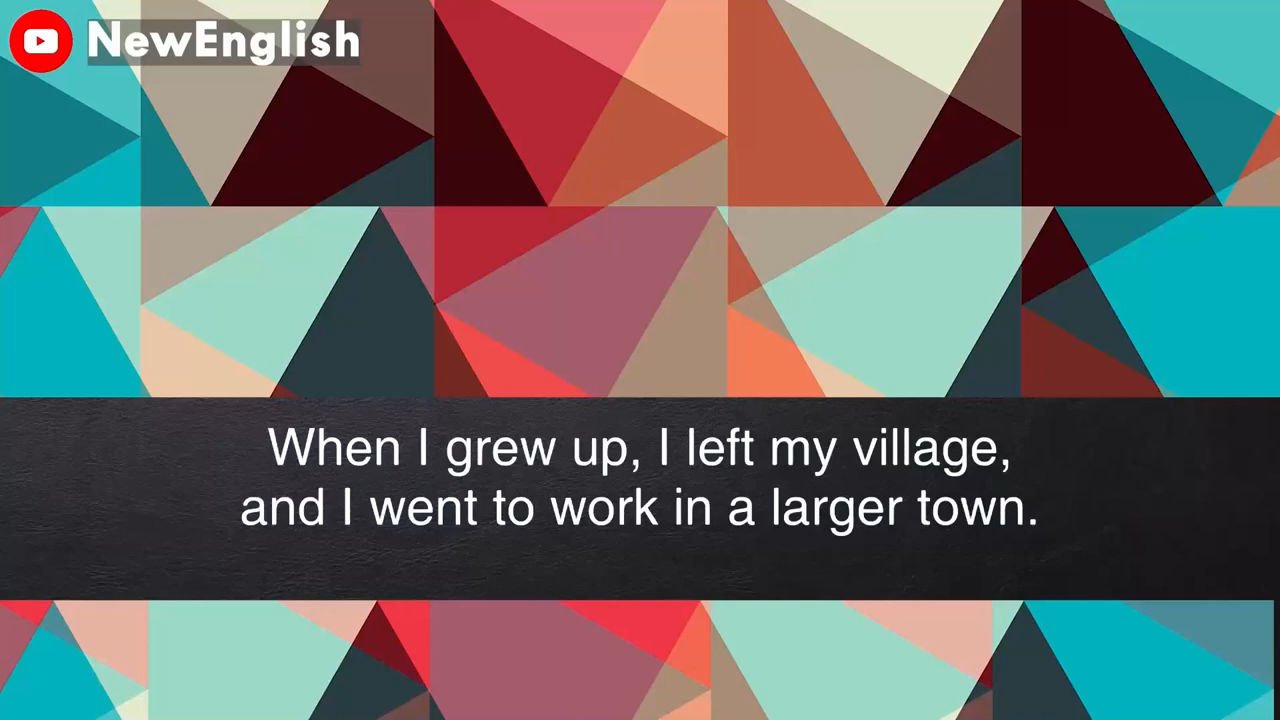 NewEnglish
When I grew up, I left my village,
and I went to work in a larger town.